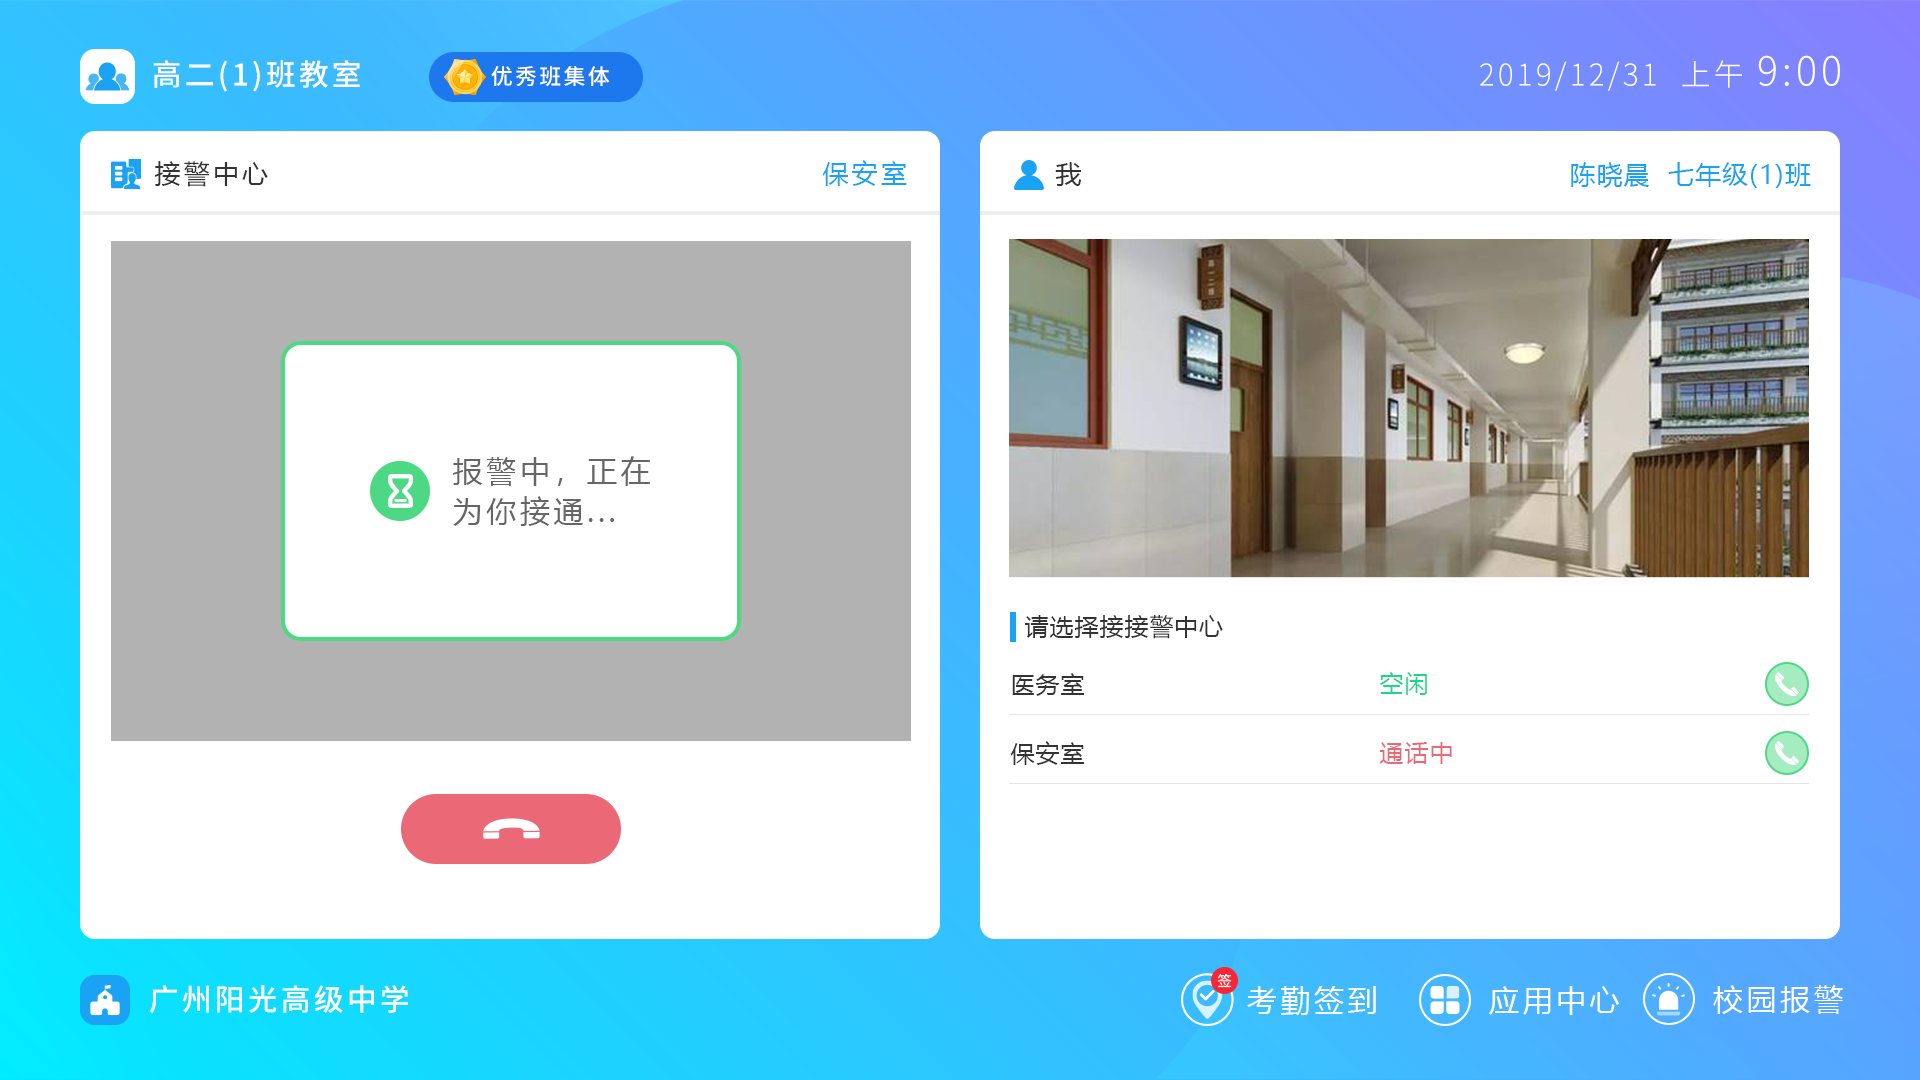 高二(1)班教室
优秀班集体
2019/12/31 上午 9:00
接警中心
保安室
报警中，正在
为你接通...
我
陈晓晨 七年级(1)班
请选择接接警中心
医务室 空闲
保安室 通话中
广州阳光高级中学
签
考勤签到
应用中心
校园报警